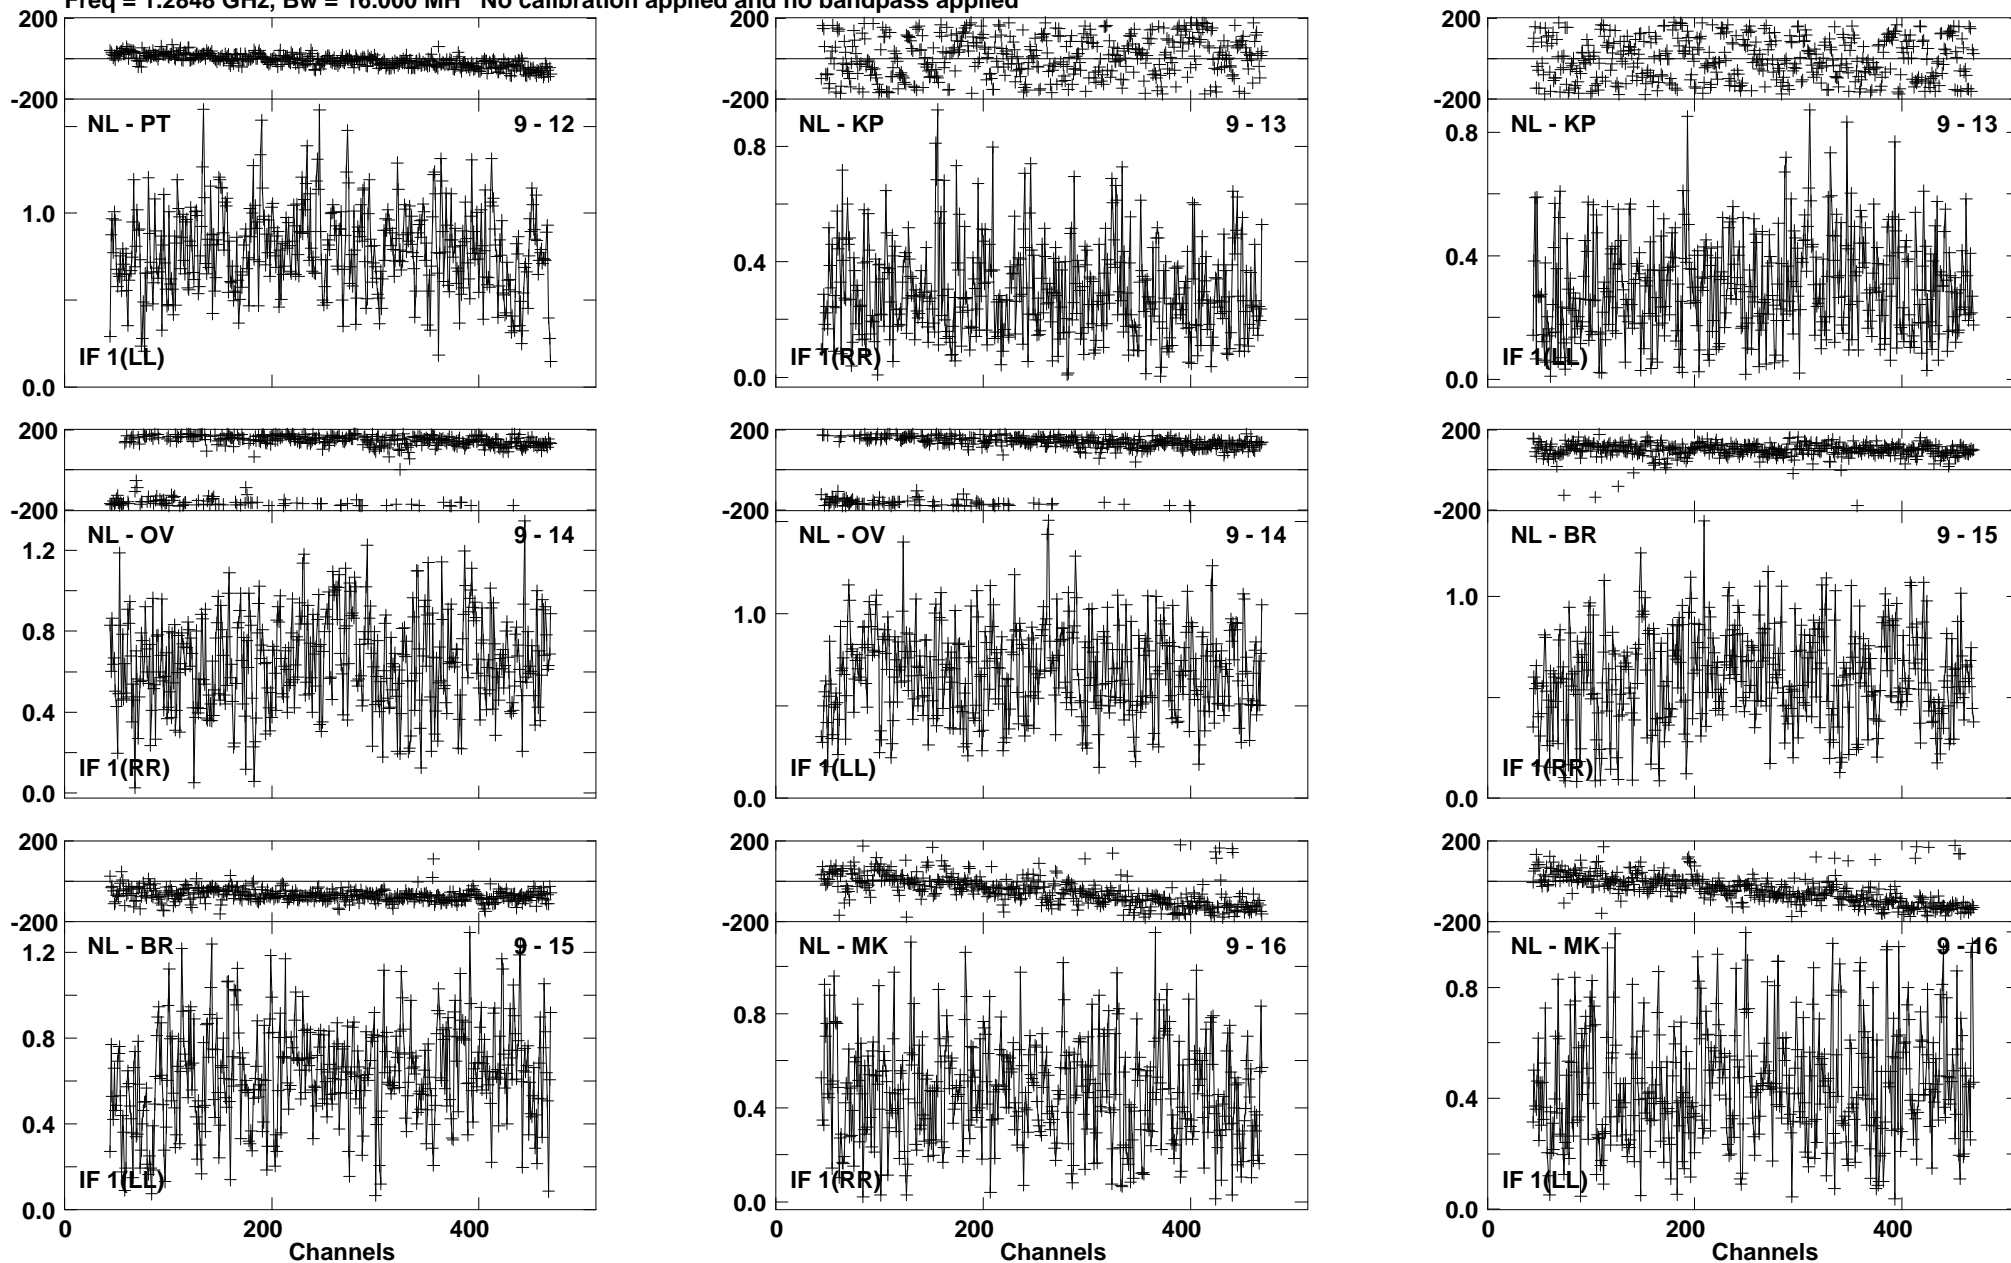 Freq = 1.2848 GHz, Bw = 16.000 MH No calibration applied and no bandpass applied
200
-200
NL - PT 9 - 12
1.0
IF 1(LL)
0.0
200
-200
NL - KP 9 - 13
0.8
0.4
IF 1(RR)
0.0
200
-200
NL - KP 9 - 13
0.8
0.4
IF 1(LL)
0.0
200
-200
NL - OV 9 - 14
1.2
0.8
0.4
IF 1(RR)
0.0
200
-200
NL - OV 9 - 14
1.0
IF 1(LL)
0.0
200
-200
NL - BR 9 - 15
1.0
IF 1(RR)
0.0
200
-200
NL - BR 9 - 15
1.2
0.8
0.4
IF 1(LL)
0.0
0 200 400
Channels
200
-200
NL - MK 9 - 16
0.8
0.4
IF 1(RR)
0.0
0 200 400
Channels
200
-200
NL - MK 9 - 16
0.8
0.4
IF 1(LL)
0.0
0 200 400
Channels